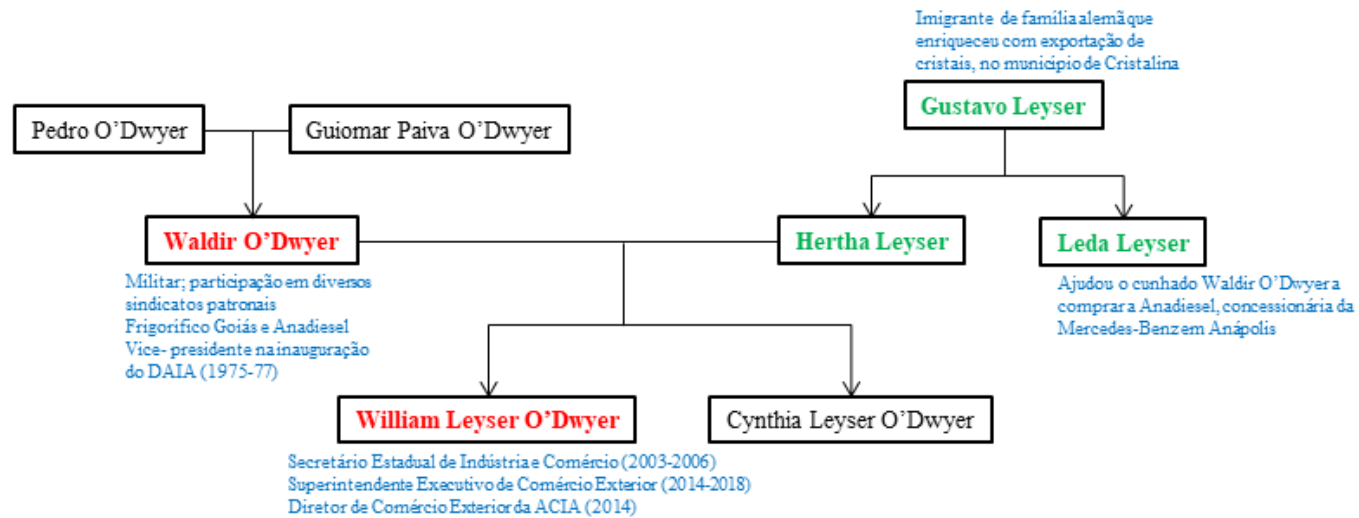 Imigrante de família alemã que
enriqueceu com exportação de
cristais, no município de Cristalina
Gustavo Leyser
Pedro O’Dwyer
Guiomar Paiva O’Dwyer
Waldir O’Dwyer
Hertha Leyser
Leda Leyser
Militar; participação em diversos
sindicatos patronais
Frigorifico Goiás e Anadiesel
Vice- presidente na inauguração
do DAIA (1975-77)
Ajudou o cunhado Waldir O’Dwyer a
comprar a Anadiesel, concessionária da
Mercedes-Benz em Anápolis
William Leyser O’Dwyer
Cynthia Leyser O’Dwyer
Secretário Estadual de Indústria e Comércio (2003-2006)
Superintendente Executivo de Comércio Exterior (2014-2018)
Diretor de Comércio Exterior da ACIA (2014)